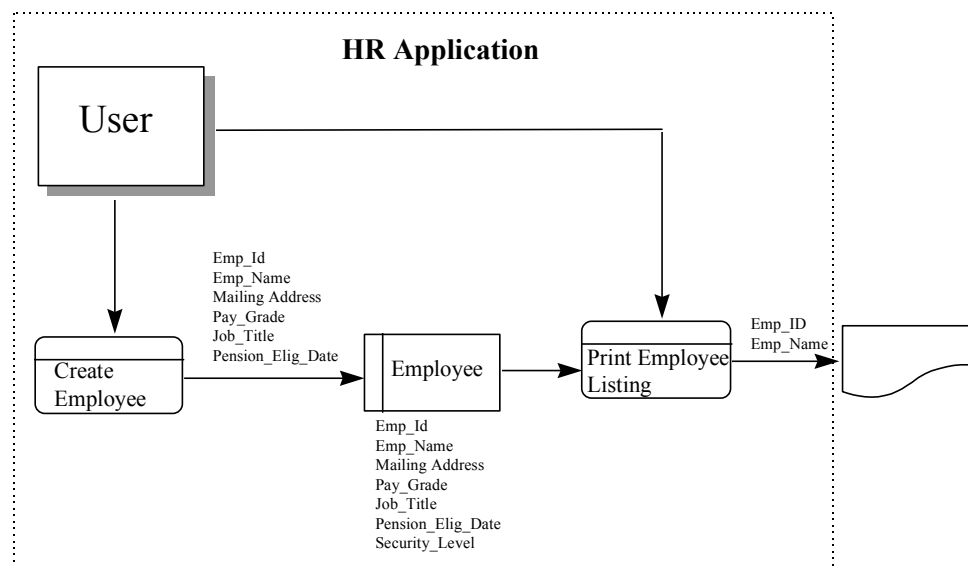 HR Application
User
Emp_Id
Emp_Name
Mailing Address
Pay_Grade
Job_Title
Pension_Elig_Date
Create
Employee
Employee
Emp_Id
Emp_Name
Mailing Address
Pay_Grade
Job_Title
Pension_Elig_Date
Security_Level
Print Employee
Listing
Emp_ID
Emp_Name